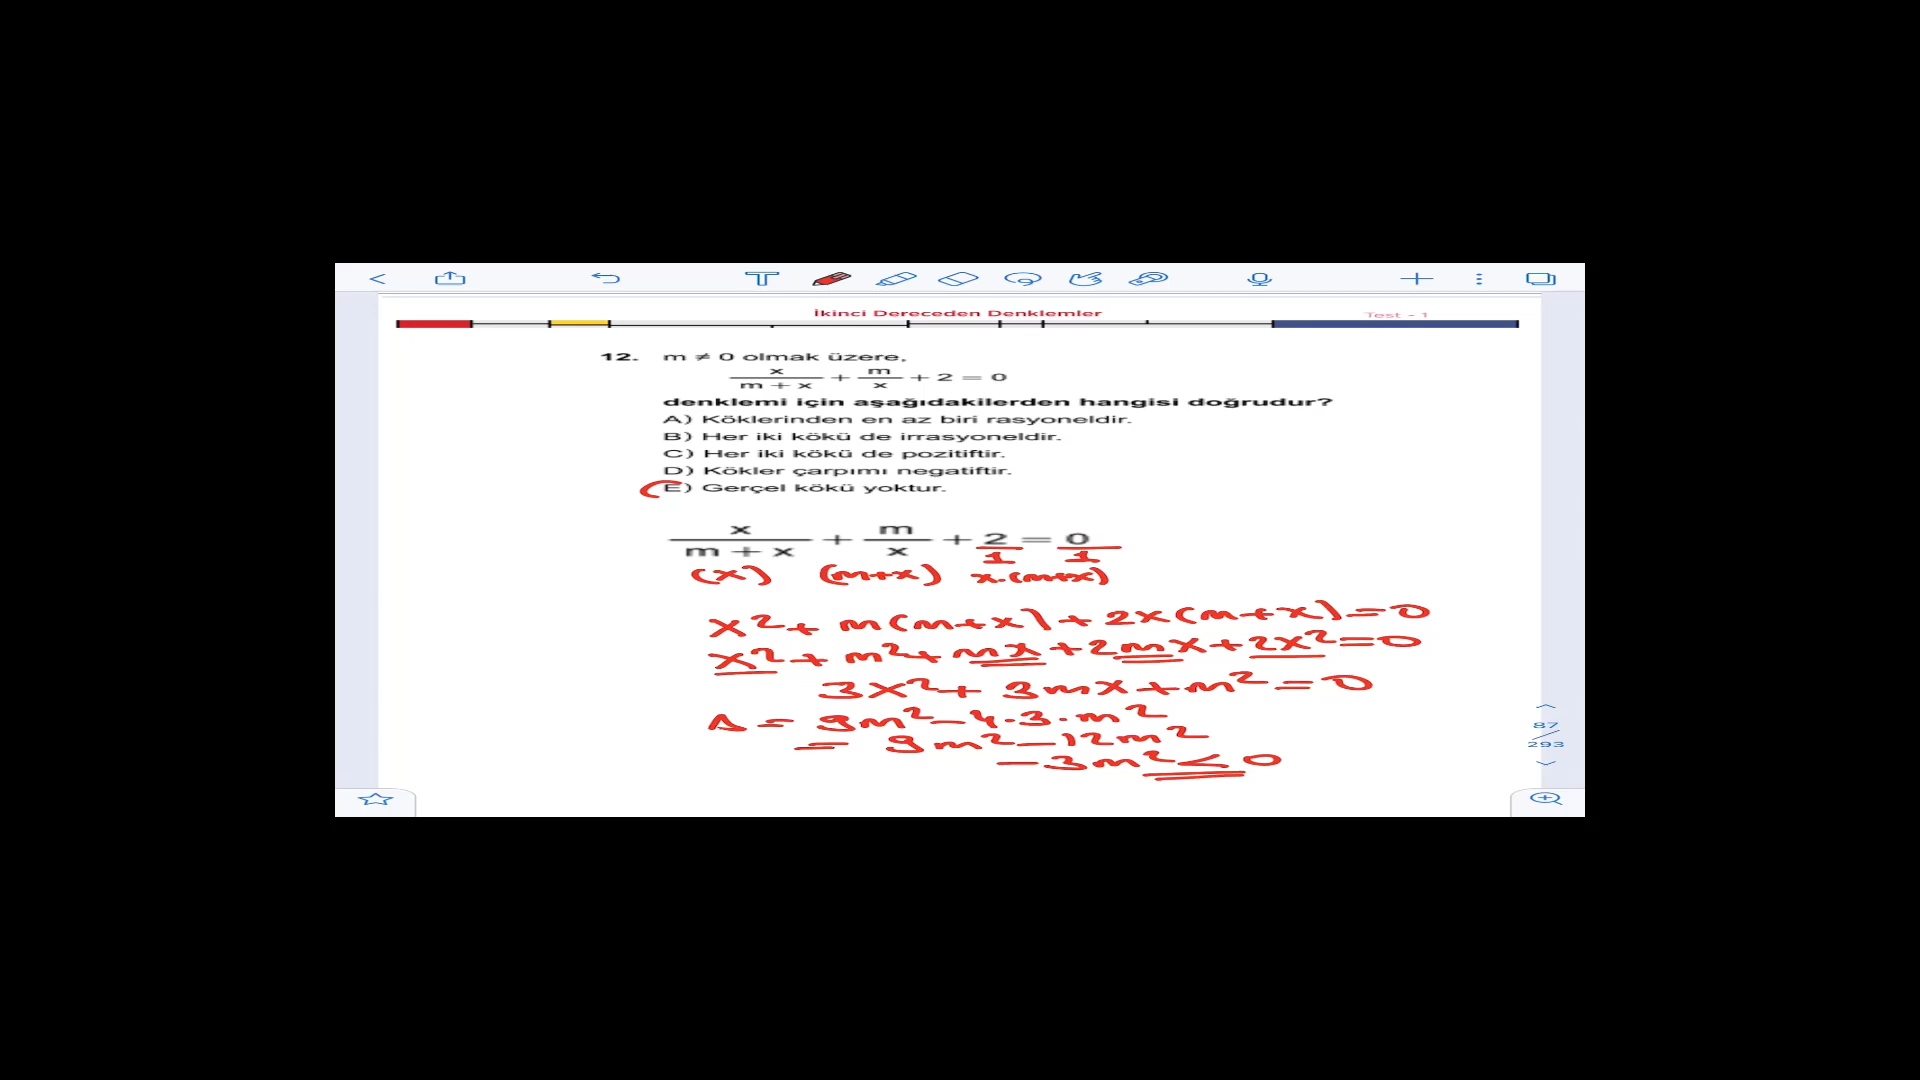 İkinci Dereceden Denklemler
Test - 1
12. m ≠ 0 olmak üzere,
x/(m + x) + m/x + 2 = 0
denklemi için aşağıdakilerden hangisi doğrudur?
A) Köklerinden en az biri rasyoneldir.
B) Her iki kökü de irrasyoneldir.
C) Her iki kökü de pozitiftir.
D) Kökler çarpımı negatiftir.
E) Gerçel kökü yoktur.
x/(m + x) + m/x + 2/1 = 0/1
(x) (m+x) x.(m+x)
x²+ m(m+x)+2x(m+x)=0
x²+m²+mx+2mx+2x²=0
3x²+3mx+m²=0
Δ = 9m²-4·3·m²
= 9m²-12m²
-3m²<0
87
293